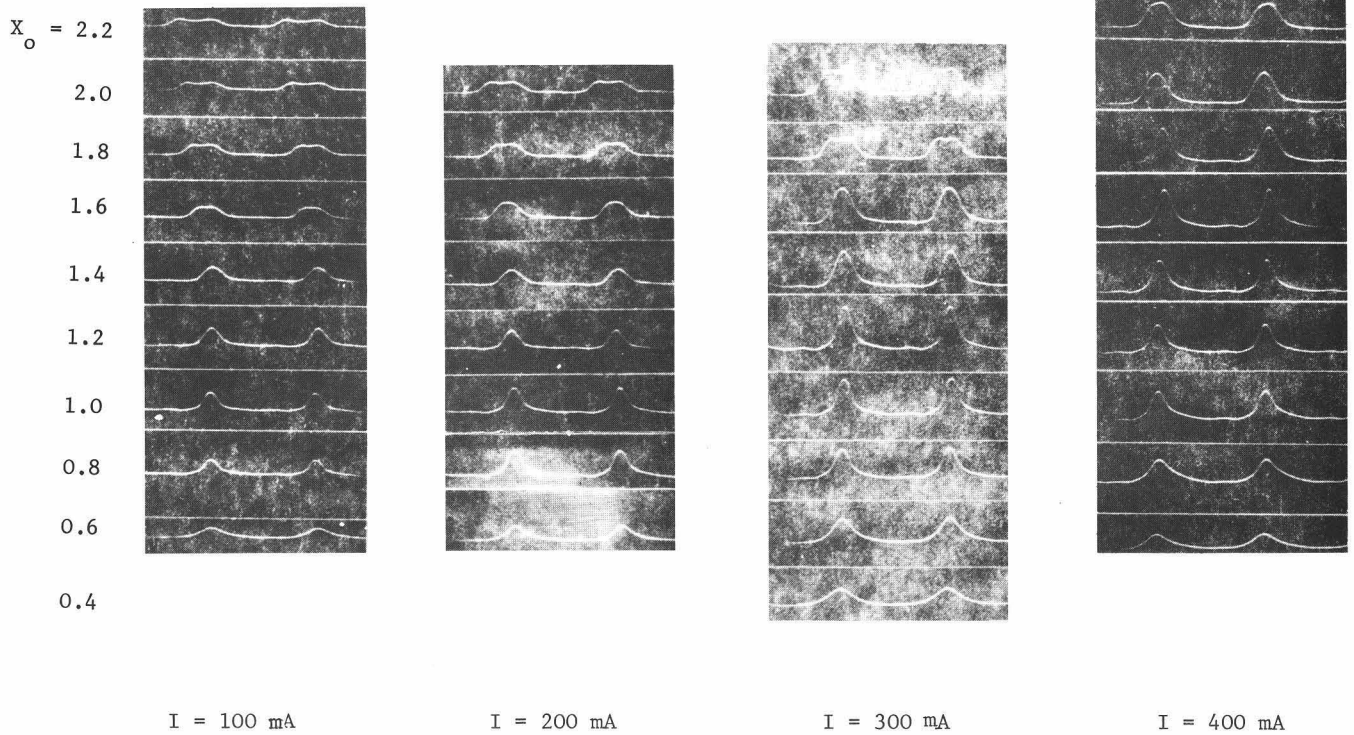 X_o = 2.2
2.0
1.8
1.6
1.4
1.2
1.0
0.8
0.6
0.4
I = 100 mA
I = 200 mA
I = 300 mA
I = 400 mA